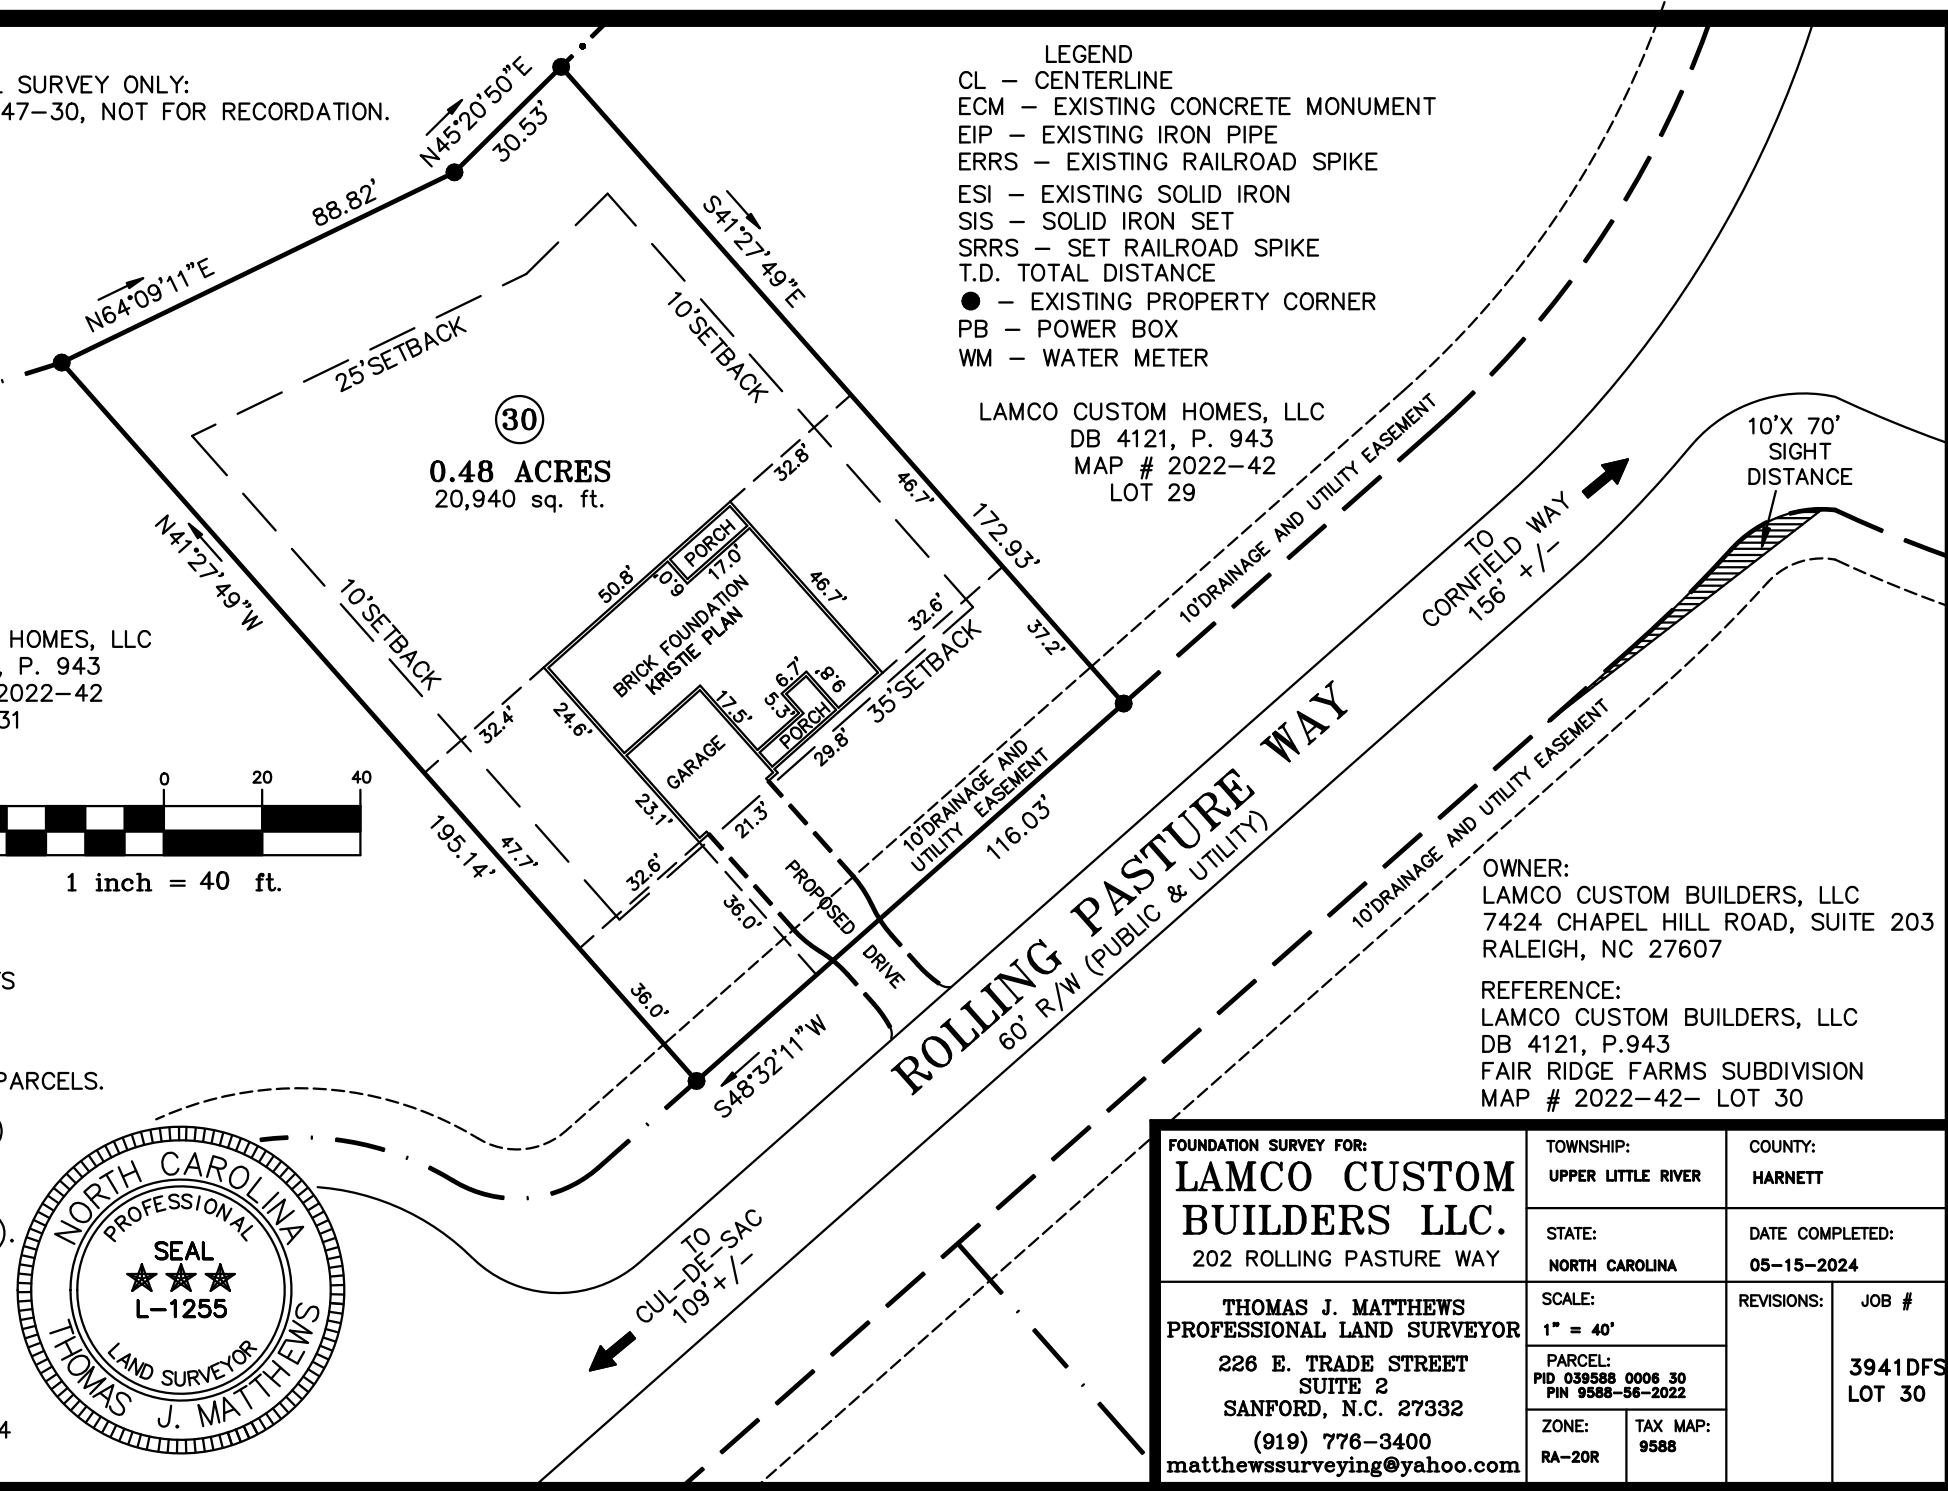 SURVEY ONLY:
47-30, NOT FOR RECORDATION.
N45°20'50"E
30.53'
88.82'
N64°09'11"E
S41°27'49"E
10'SETBACK
25'SETBACK
30
0.48 ACRES
20,940 sq. ft.
N41°27'49"W
10'SETBACK
LEGEND
CL – CENTERLINE
ECM – EXISTING CONCRETE MONUMENT
EIP – EXISTING IRON PIPE
ERRS – EXISTING RAILROAD SPIKE
ESI – EXISTING SOLID IRON
SIS – SOLID IRON SET
SRRS – SET RAILROAD SPIKE
T.D. TOTAL DISTANCE
● – EXISTING PROPERTY CORNER
PB – POWER BOX
WM – WATER METER
LAMCO CUSTOM HOMES, LLC
DB 4121, P. 943
MAP # 2022-42
LOT 29
10'DRAINAGE AND UTILITY EASEMENT
10'X 70'
SIGHT
DISTANCE
TO
CORNFIELD WAY
156' +/-
32.8'
46.7'
172.93'
PORCH
17.0'
6.0'
50.8'
46.7'
32.6'
37.2'
BRICK FOUNDATION
KRISTIE PLAN
6.7'
9.8'
5.3'
PORCH
17.5'
35'SETBACK
29.8'
24.6'
32.4'
GARAGE
23.1'
21.3'
HOMES, LLC
, P. 943
2022-42
31
0 20 40
1 inch = 40 ft.
195.14'
47.7'
32.6'
36.0'
36.0'
PROPOSED
DRIVE
10'DRAINAGE AND
UTILITY EASEMENT
116.03'
S48°32'11"W
ROLLING PASTURE WAY
60' R/W (PUBLIC & UTILITY)
10'DRAINAGE AND UTILITY EASEMENT
OWNER:
LAMCO CUSTOM BUILDERS, LLC
7424 CHAPEL HILL ROAD, SUITE 203
RALEIGH, NC 27607
REFERENCE:
LAMCO CUSTOM BUILDERS, LLC
DB 4121, P.943
FAIR RIDGE FARMS SUBDIVISION
MAP # 2022-42- LOT 30
PARCELS.
NORTH CAROLINA
PROFESSIONAL
SEAL
L-1255
LAND SURVEYOR
THOMAS J. MATTHEWS
TO
CUL-DE-SAC
109'+/-
FOUNDATION SURVEY FOR:
LAMCO CUSTOM
BUILDERS LLC.
202 ROLLING PASTURE WAY
THOMAS J. MATTHEWS
PROFESSIONAL LAND SURVEYOR
226 E. TRADE STREET
SUITE 2
SANFORD, N.C. 27332
(919) 776-3400
matthewssurveying@yahoo.com
TOWNSHIP:
UPPER LITTLE RIVER
COUNTY:
HARNETT
STATE:
NORTH CAROLINA
DATE COMPLETED:
05-15-2024
SCALE:
1" = 40'
REVISIONS:
JOB #
3941DFS
LOT 30
PARCEL:
PID 039588 0006 30
PIN 9588-56-2022
ZONE:
RA-20R
TAX MAP:
9588